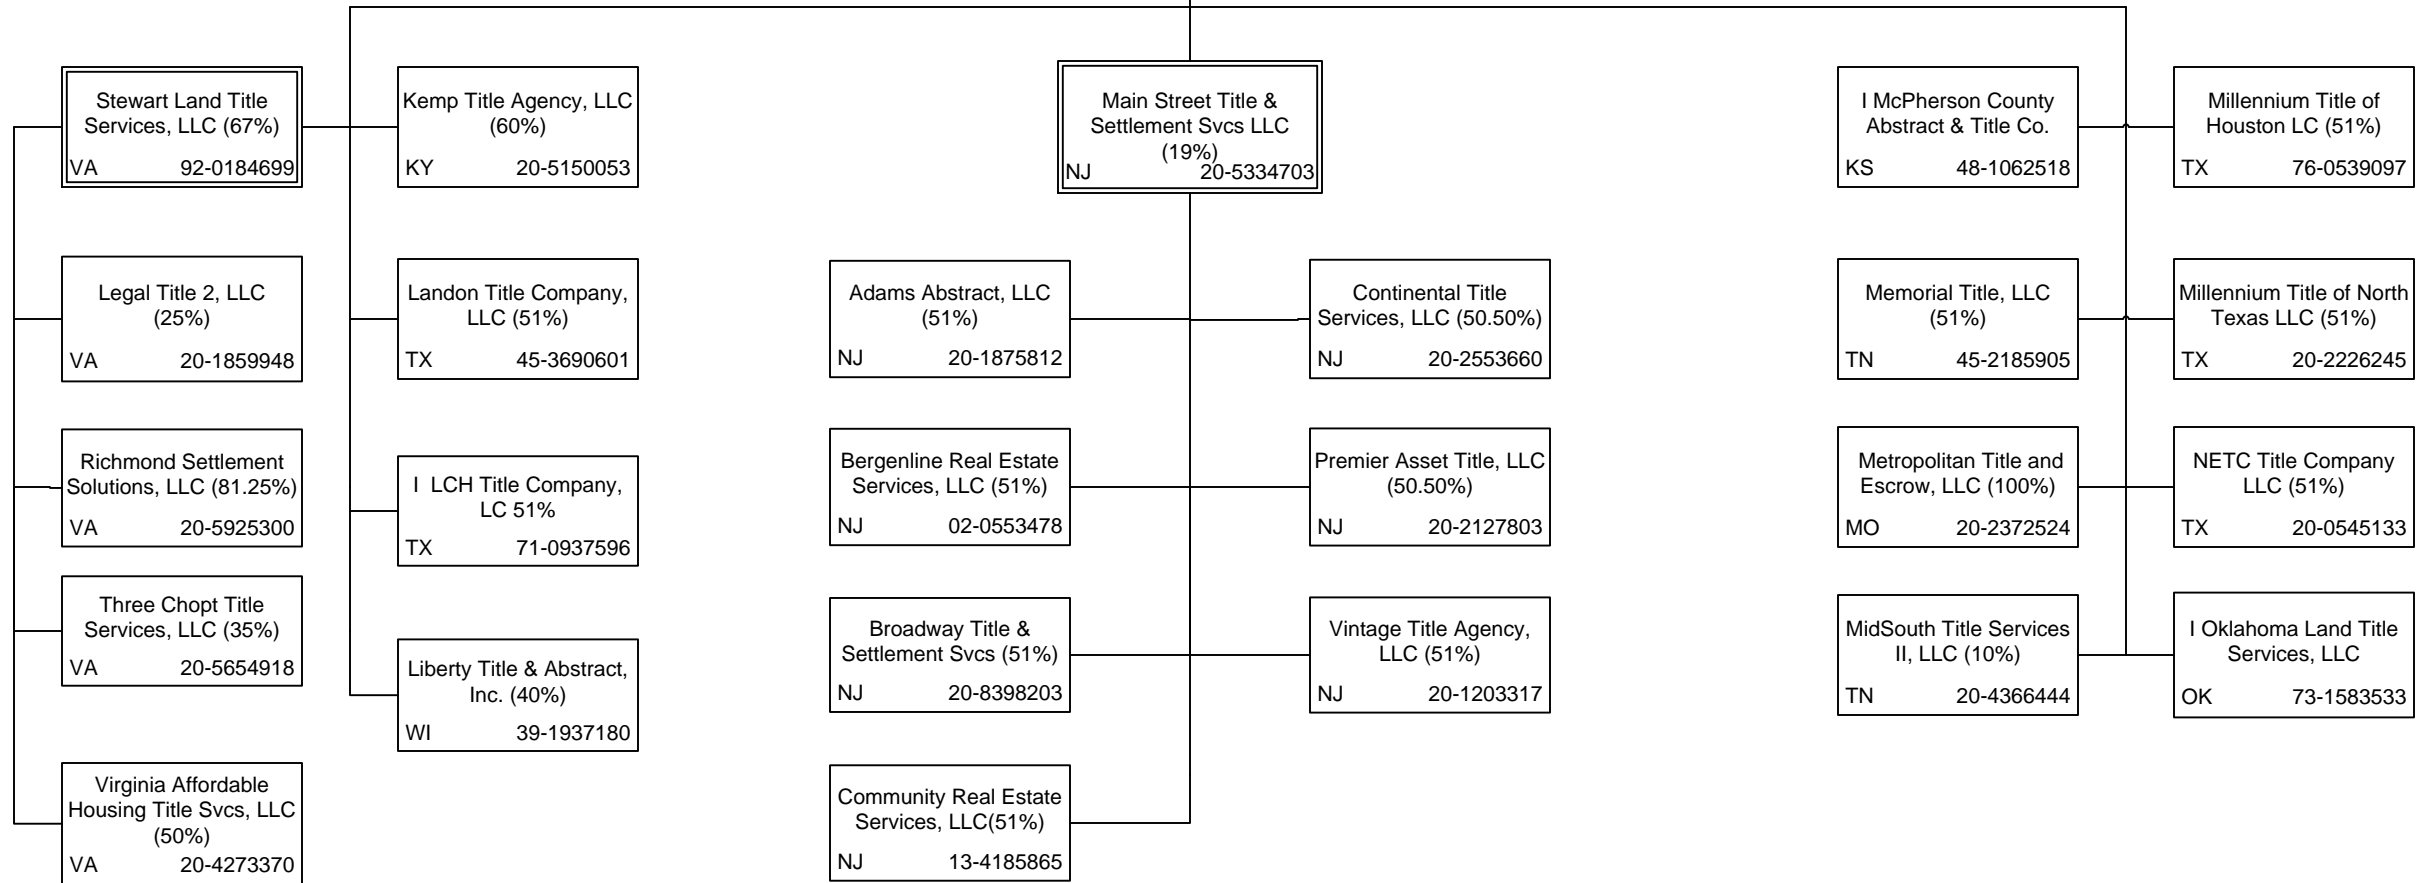 Stewart Land Title
Services, LLC (67%)
VA 92-0184699
Legal Title 2, LLC
(25%)
VA 20-1859948
Richmond Settlement
Solutions, LLC (81.25%)
VA 20-5925300
Three Chopt Title
Services, LLC (35%)
VA 20-5654918
Virginia Affordable
Housing Title Svcs, LLC
(50%)
VA 20-4273370
Kemp Title Agency, LLC
(60%)
KY 20-5150053
Landon Title Company,
LLC (51%)
TX 45-3690601
I LCH Title Company,
LC 51%
TX 71-0937596
Liberty Title & Abstract,
Inc. (40%)
WI 39-1937180
Main Street Title &
Settlement Svcs LLC
(19%)
NJ 20-5334703
Adams Abstract, LLC
(51%)
NJ 20-1875812
Bergenline Real Estate
Services, LLC (51%)
NJ 02-0553478
Broadway Title &
Settlement Svcs (51%)
NJ 20-8398203
Community Real Estate
Services, LLC(51%)
NJ 13-4185865
Continental Title
Services, LLC (50.50%)
NJ 20-2553660
Premier Asset Title, LLC
(50.50%)
NJ 20-2127803
Vintage Title Agency,
LLC (51%)
NJ 20-1203317
I McPherson County
Abstract & Title Co.
KS 48-1062518
Memorial Title, LLC
(51%)
TN 45-2185905
Metropolitan Title and
Escrow, LLC (100%)
MO 20-2372524
MidSouth Title Services
II, LLC (10%)
TN 20-4366444
Millennium Title of
Houston LC (51%)
TX 76-0539097
Millennium Title of North
Texas LLC (51%)
TX 20-2226245
NETC Title Company
LLC (51%)
TX 20-0545133
I Oklahoma Land Title
Services, LLC
OK 73-1583533